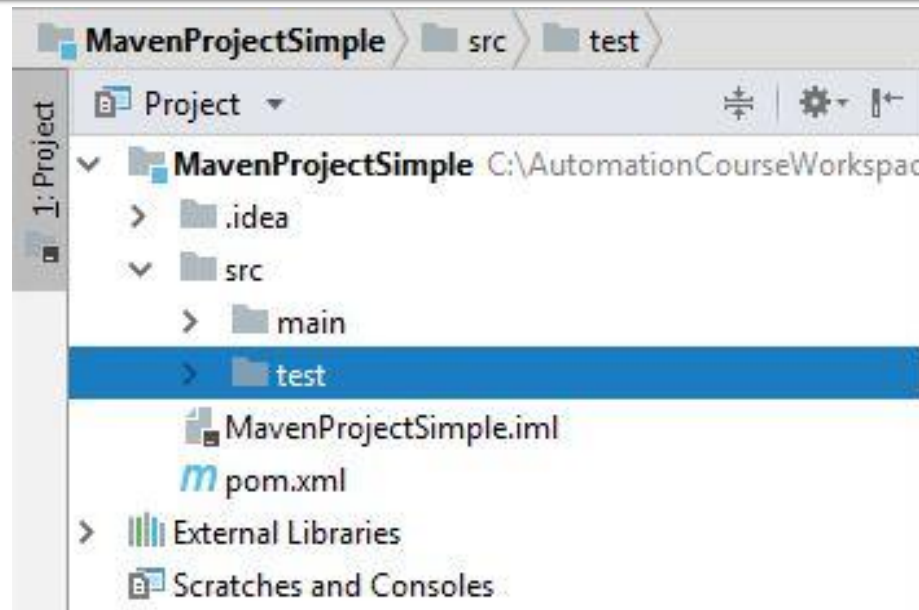 MavenProjectSimple src test
1: Project
Project
MavenProjectSimple C:\AutomationCourseWorkspac
.idea
src
main
test
MavenProjectSimple.iml
m pom.xml
External Libraries
Scratches and Consoles